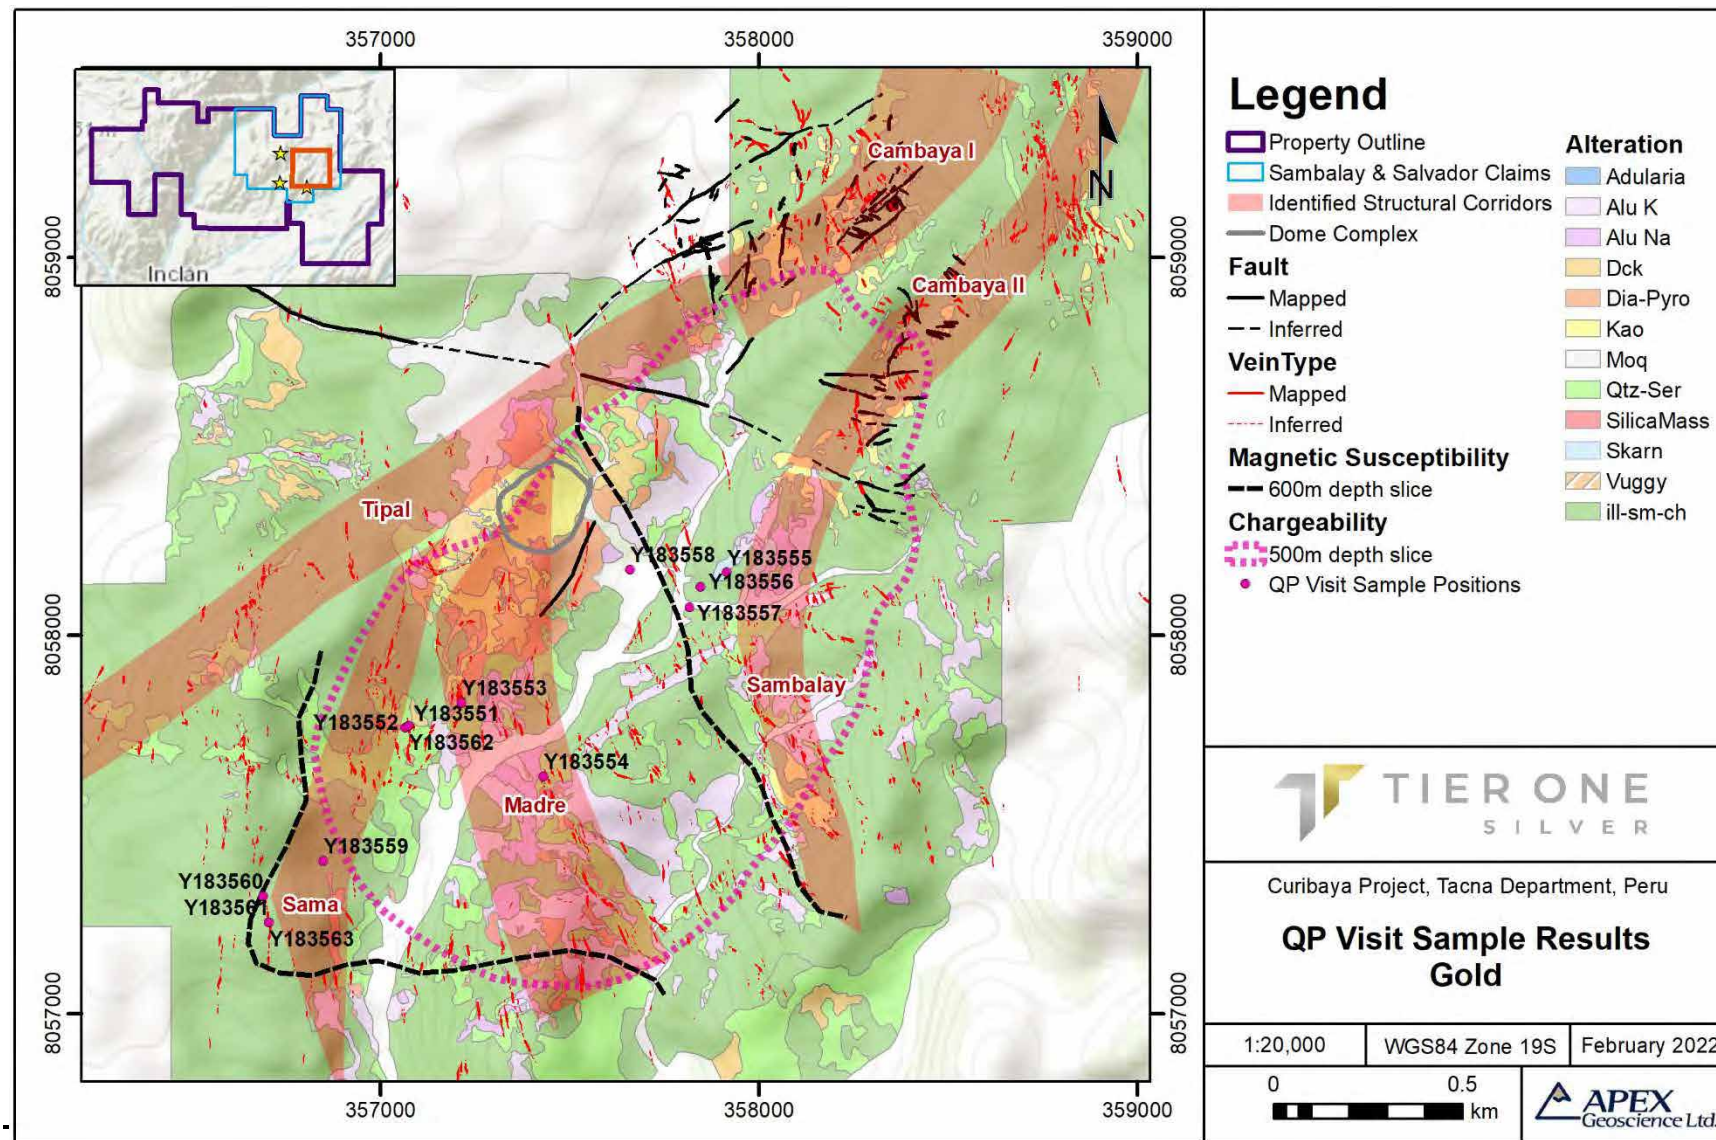 357000
358000
359000
8059000
8058000
8057000
Inclán
Cambaya I
N
Cambaya II
Tipal
Y183558
Y183555
Y183556
Y183557
Sambalay
Y183553
Y183551
Y183552
Y183562
Y183554
Madre
Y183559
Y183560
Y183561
Sama
Y183563
8059000
8058000
8057000
357000
358000
359000
Legend
Property Outline
Sambalay & Salvador Claims
Identified Structural Corridors
Dome Complex
Fault
Mapped
Inferred
VeinType
Mapped
Inferred
Magnetic Susceptibility
600m depth slice
Chargeability
500m depth slice
QP Visit Sample Positions
Alteration
Adularia
Alu K
Alu Na
Dck
Dia-Pyro
Kao
Moq
Qtz-Ser
SilicaMass
Skarn
Vuggy
ill-sm-ch
TIER ONE
SILVER
Curibaya Project, Tacna Department, Peru
QP Visit Sample Results
Gold
1:20,000
WGS84 Zone 19S
February 2022
0 0.5
km
APEX
Geoscience Ltd.